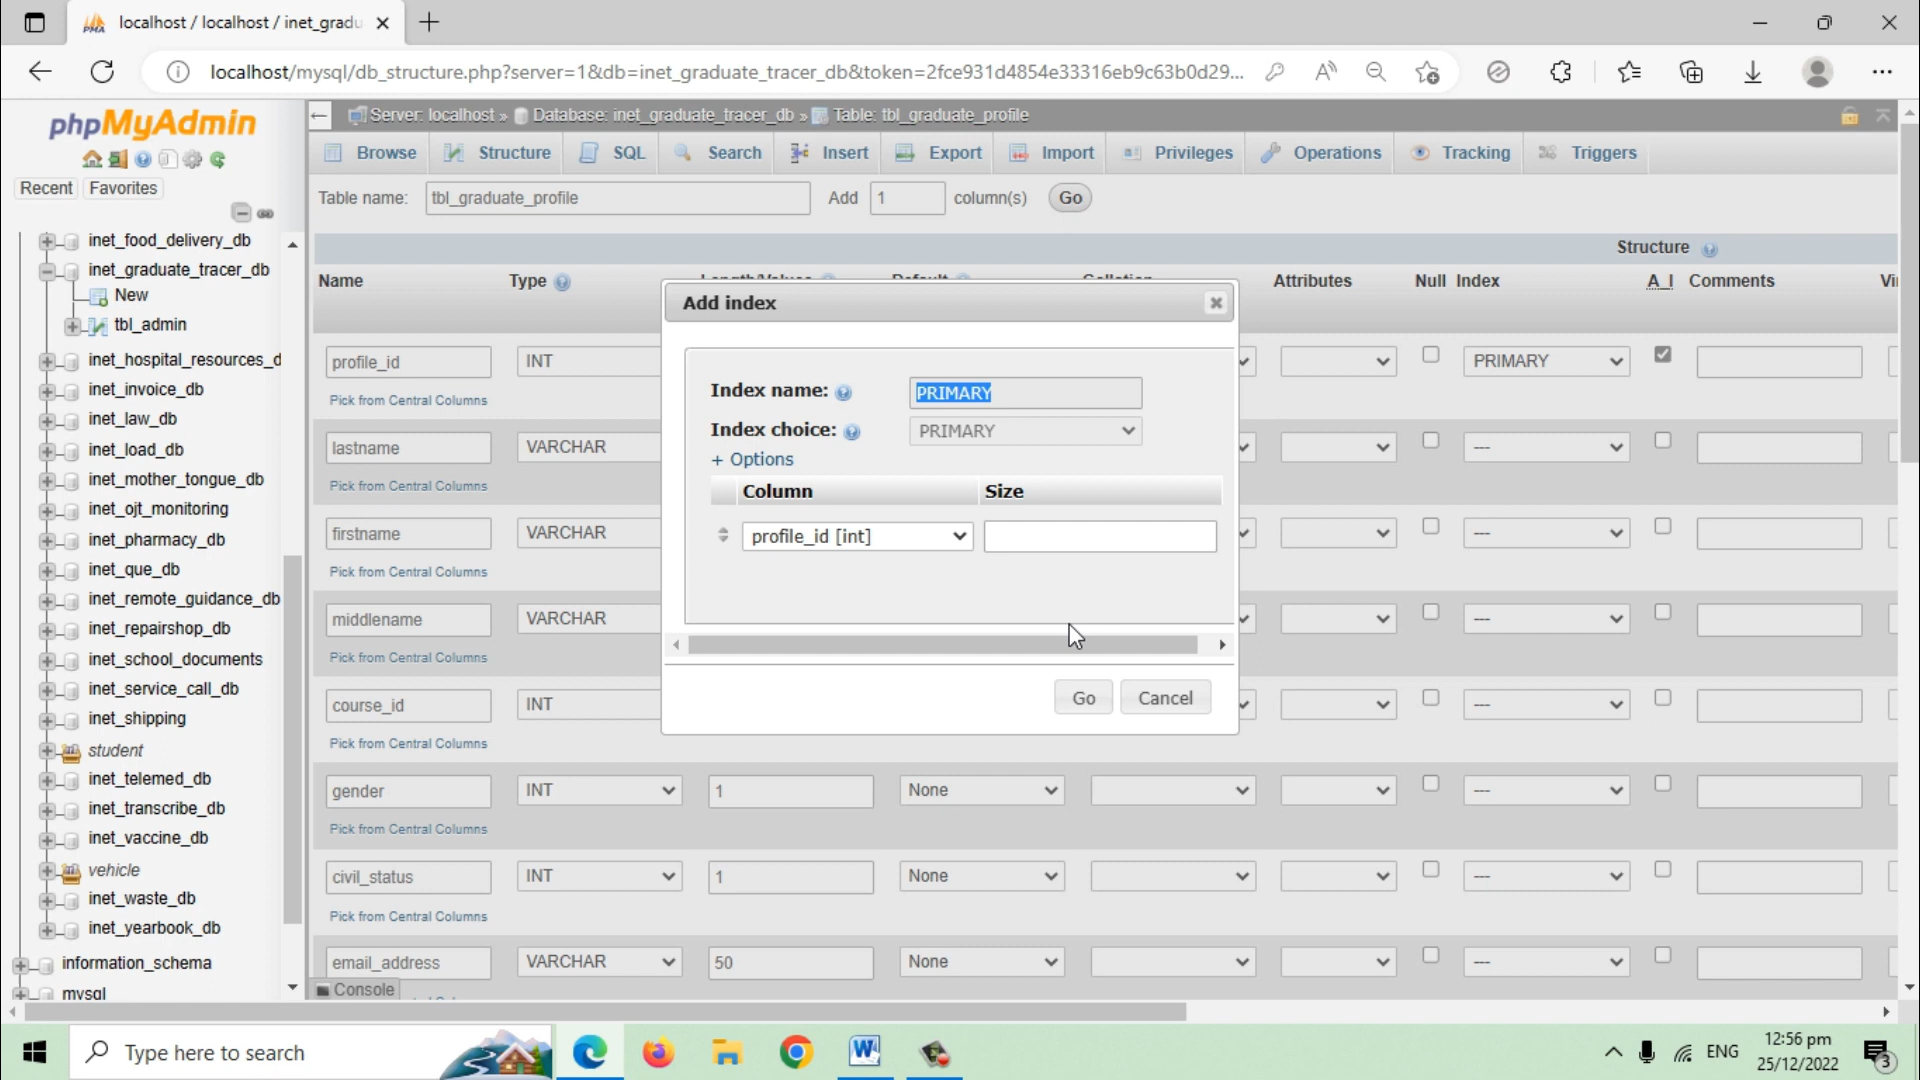 localhost / localhost / inet_gradu
localhost/mysql/db_structure.php?server=1&db=inet_graduate_tracer_db&token=2fce931d4854e33316eb9c63b0d29...
phpMyAdmin
Recent Favorites
inet_food_delivery_db
inet_graduate_tracer_db
New
tbl_admin
inet_hospital_resources_d
inet_invoice_db
inet_law_db
inet_load_db
inet_mother_tongue_db
inet_ojt_monitoring
inet_pharmacy_db
inet_que_db
inet_remote_guidance_db
inet_repairshop_db
inet_school_documents
inet_service_call_db
inet_shipping
student
inet_telemed_db
inet_transcribe_db
inet_vaccine_db
vehicle
inet_waste_db
inet_yearbook_db
information_schema
mysql
Server: localhost » Database: inet_graduate_tracer_db » Table: tbl_graduate_profile
Browse Structure SQL Search Insert Export Import Privileges Operations Tracking Triggers
Table name: tbl_graduate_profile Add 1 column(s) Go
Structure
Name Type Length/Values Default Collation Attributes Null Index A_I Comments Vi
profile_id INT PRIMARY
Pick from Central Columns
lastname VARCHAR ---
Pick from Central Columns
firstname VARCHAR ---
Pick from Central Columns
middlename VARCHAR ---
Pick from Central Columns
course_id INT ---
Pick from Central Columns
gender INT 1 None ---
Pick from Central Columns
civil_status INT 1 None ---
Pick from Central Columns
email_address VARCHAR 50 None ---
Console
Add index
Index name: PRIMARY
Index choice: PRIMARY
+ Options
Column Size
profile_id [int]
Go Cancel
Type here to search
ENG
12:56 pm
25/12/2022
3